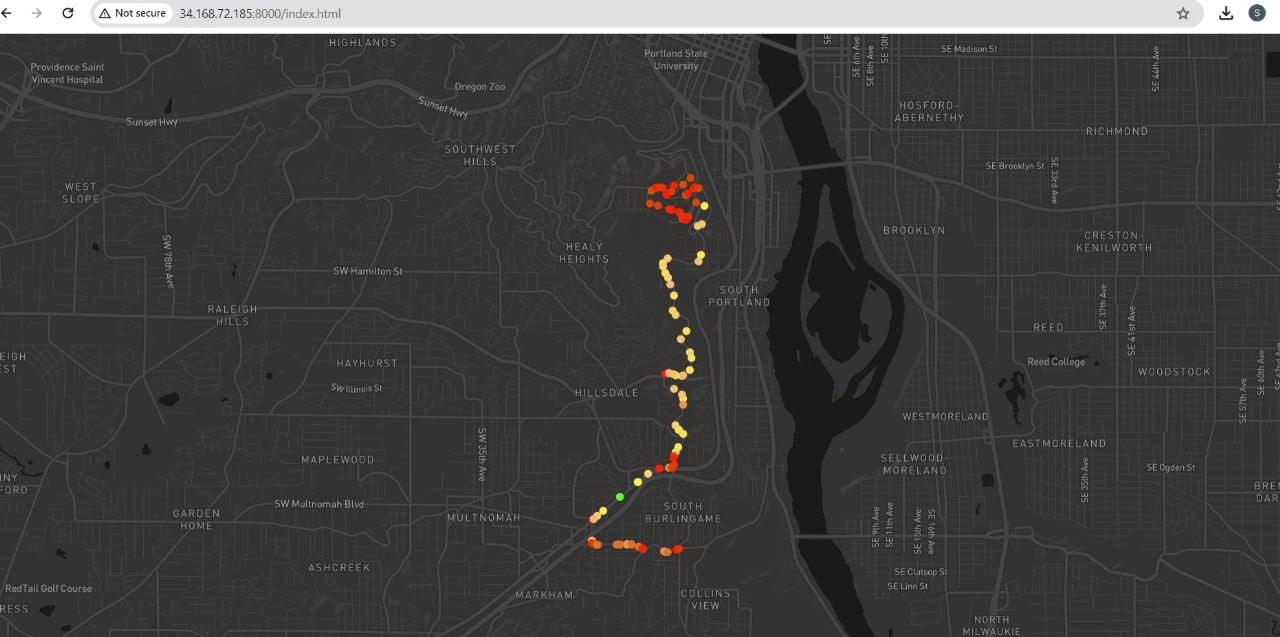 Not secure
34.168.72.185:8000/index.html
S
HIGHLANDS
Portland State
University
SE Madison St
SE 6th Ave
SE 8th Ave
SE 10th
SE 44th Ave
Providence Saint
Vincent Hospital
Oregon Zoo
Sunset Hwy
Sunset Hwy
HOSFORD-
ABERNETHY
RICHMOND
SOUTHWEST
HILLS
SE Brooklyn St
SE 33rd Ave
WEST
SLOPE
BROOKLYN
CRESTON-
KENILWORTH
HEALY
HEIGHTS
SW 78th Ave
SW Hamilton St
SOUTH
PORTLAND
RALEIGH
HILLS
SE 37th Ave
SE 41st Ave
REED
EIGH
EST
HAYHURST
Reed College
WOODSTOCK
SW Illinois St
HILLSDALE
SE 60th Ave
SE 57th Ave
WESTMORELAND
EASTMORELAND
SW 35th Ave
MAPLEWOOD
SELLWOOD-
MORELAND
SE Ogden St
SE 35th Ave
NY
FORD
BREN
DAR
SW Multnomah Blvd
GARDEN
HOME
MULTNOMAH
SOUTH
BURLINGAME
SE 9th Ave
SE 11th Ave
SE 15th Ave
SE 16th Ave
ASHCREEK
SE Clatsop St
SE Linn St
RedTail Golf Course
RESS
MARKHAM
COLLINS
VIEW
NORTH
MILWAUKIE